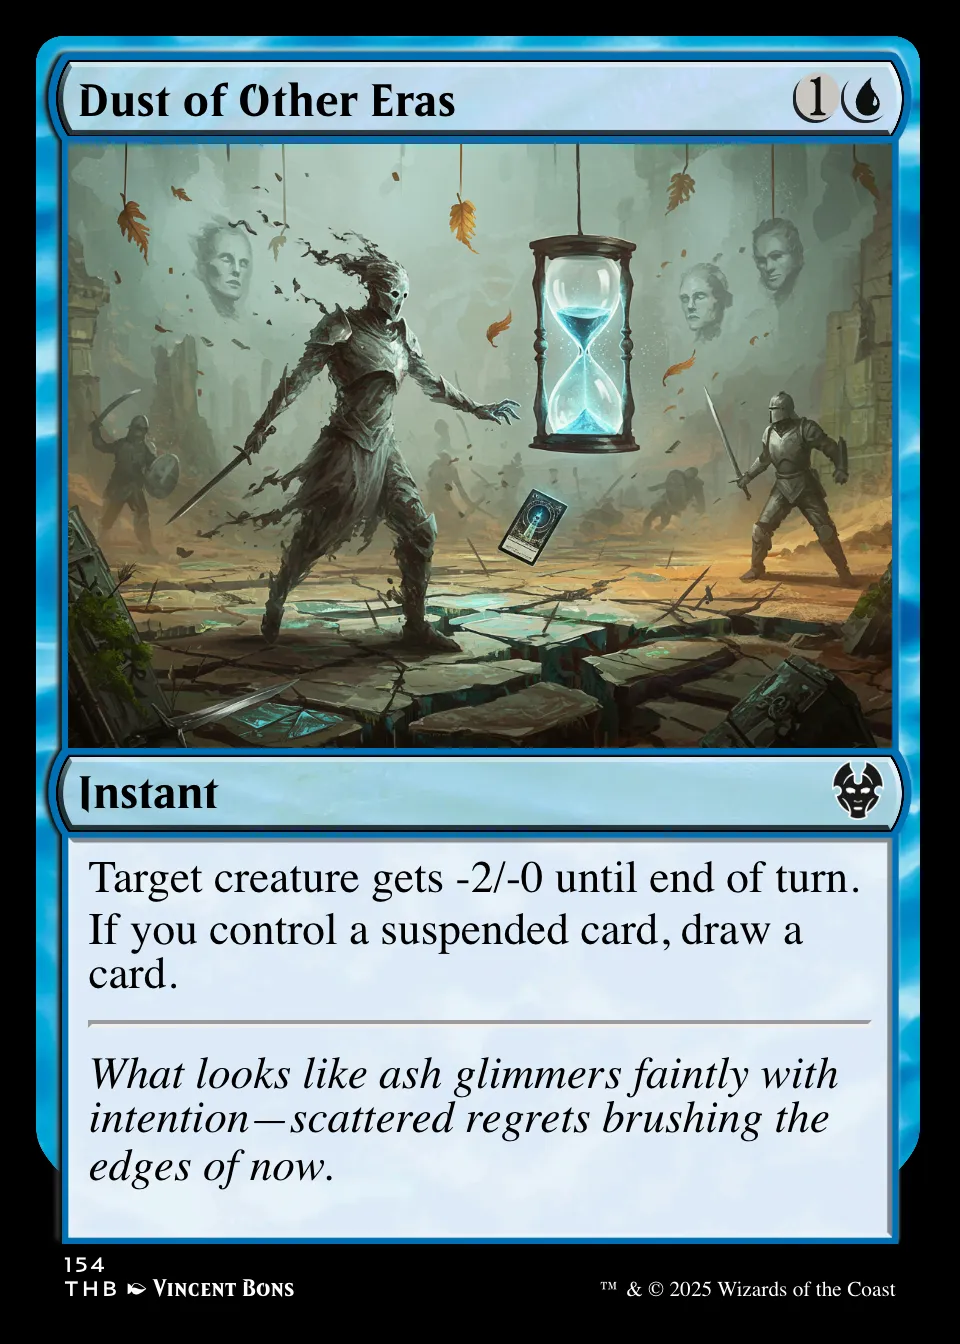 Dust of Other Eras 1
Instant
Target creature gets -2/-0 until end of turn.
If you control a suspended card, draw a
card.
What looks like ash glimmers faintly with
intention—scattered regrets brushing the
edges of now.
154
THB Vincent Bons
™ & © 2025 Wizards of the Coast